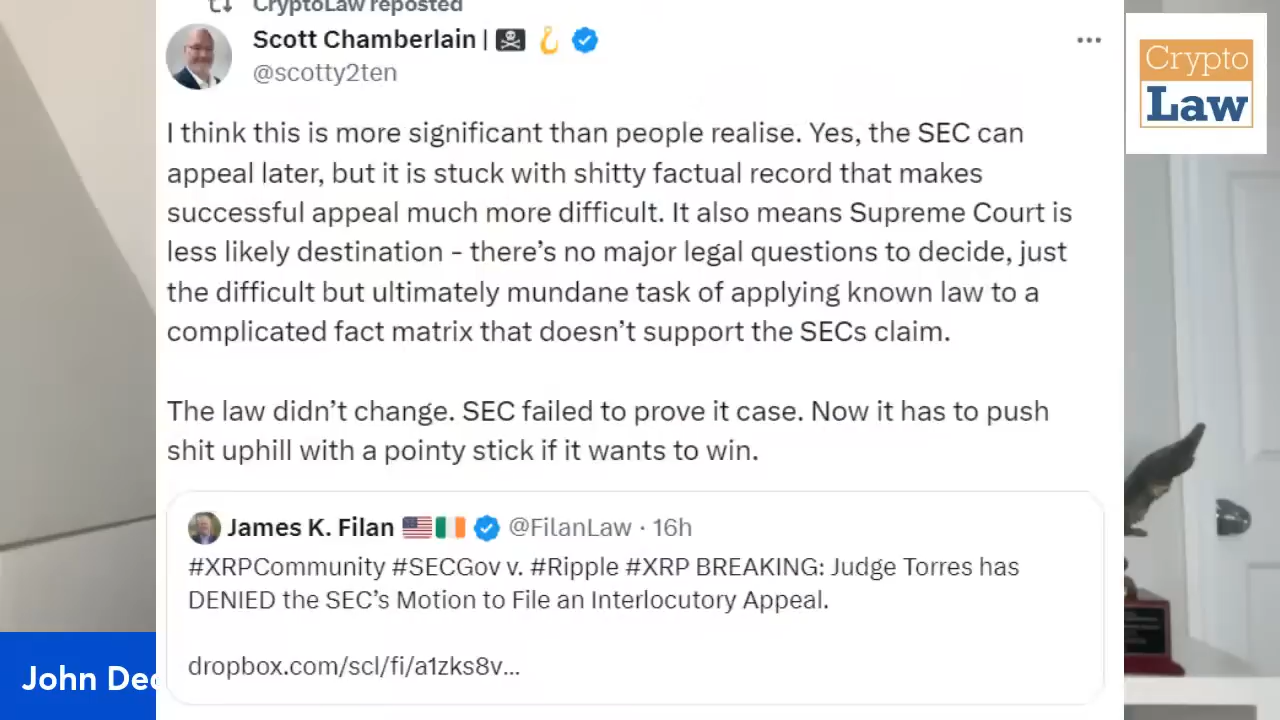 CryptoLaw reposted
Scott Chamberlain |
@scotty2ten
Crypto
Law
I think this is more significant than people realise. Yes, the SEC can
appeal later, but it is stuck with shitty factual record that makes
successful appeal much more difficult. It also means Supreme Court is
less likely destination - there's no major legal questions to decide, just
the difficult but ultimately mundane task of applying known law to a
complicated fact matrix that doesn't support the SECs claim.
The law didn't change. SEC failed to prove it case. Now it has to push
shit uphill with a pointy stick if it wants to win.
James K. Filan @FilanLaw · 16h
#XRPCommunity #SECGov v. #Ripple #XRP BREAKING: Judge Torres has
DENIED the SEC's Motion to File an Interlocutory Appeal.
dropbox.com/scl/fi/a1zks8v...
John